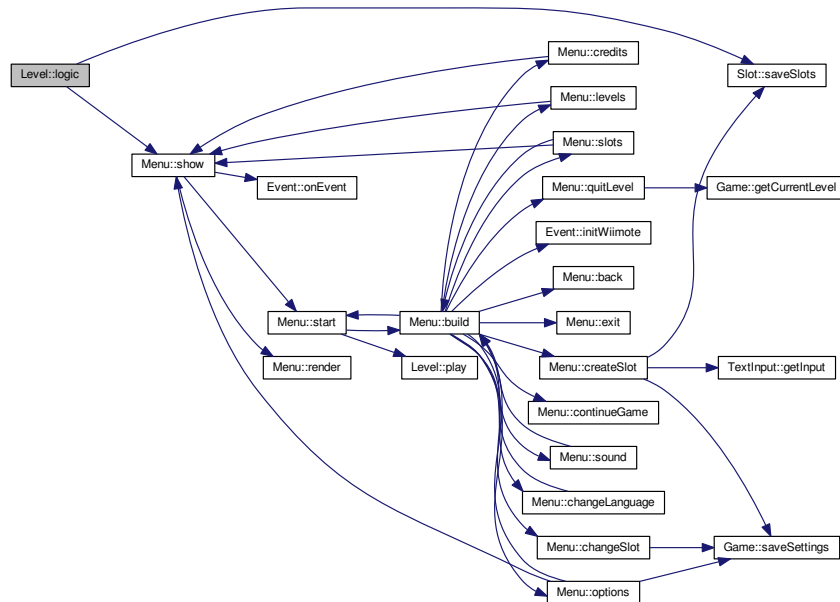 Menu::credits
Level::logic
Slot::saveSlots
Menu::levels
Menu::slots
Menu::show
Event::onEvent
Menu::quitLevel
Game::getCurrentLevel
Event::initWiimote
Menu::back
Menu::start
Menu::build
Menu::exit
Menu::render
Level::play
Menu::createSlot
TextInput::getInput
Menu::continueGame
Menu::sound
Menu::changeLanguage
Menu::changeSlot
Game::saveSettings
Menu::options